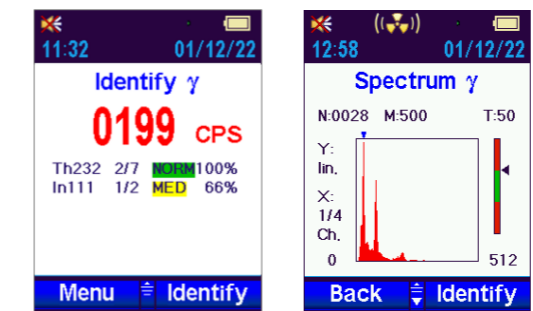 11:32 01/12/22
Identify γ
0199 CPS
Th232 2/7 NORM 100%
In111 1/2 MED 66%
Menu Identify
12:58 01/12/22
Spectrum γ
N:0028 M:500 T:50
Y:
lin.
X:
1/4
Ch.
0 512
Back Identify